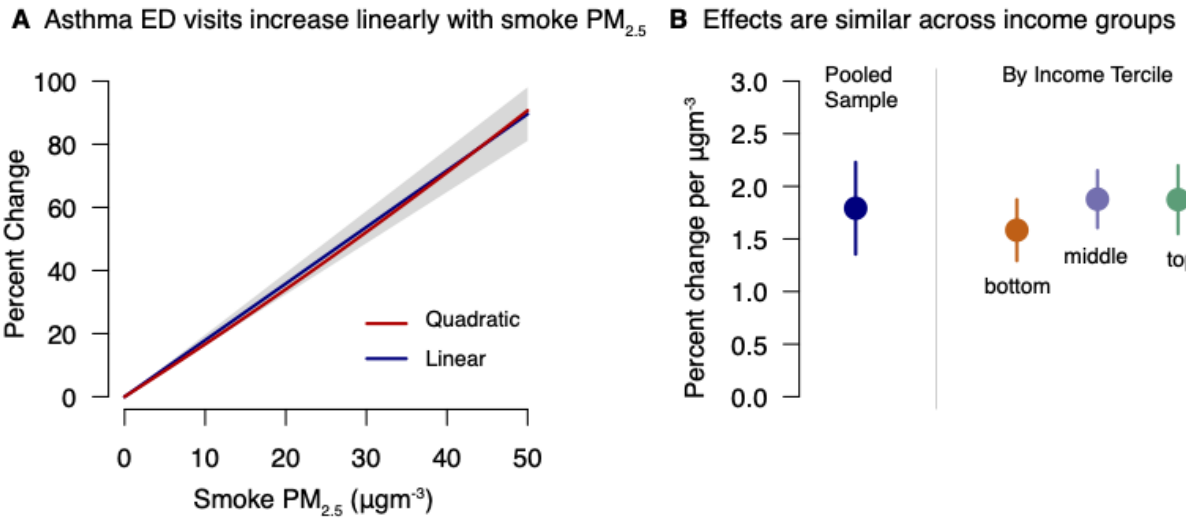 A Asthma ED visits increase linearly with smoke PM2.5
Percent Change
100
80
60
40
20
0
Quadratic
Linear
0 10 20 30 40 50
Smoke PM2.5 (µgm-3)
B Effects are similar across income groups
Percent change per µgm-3
3.0
2.5
2.0
1.5
1.0
0.5
0.0
Pooled
Sample
By Income Tercile
bottom
middle